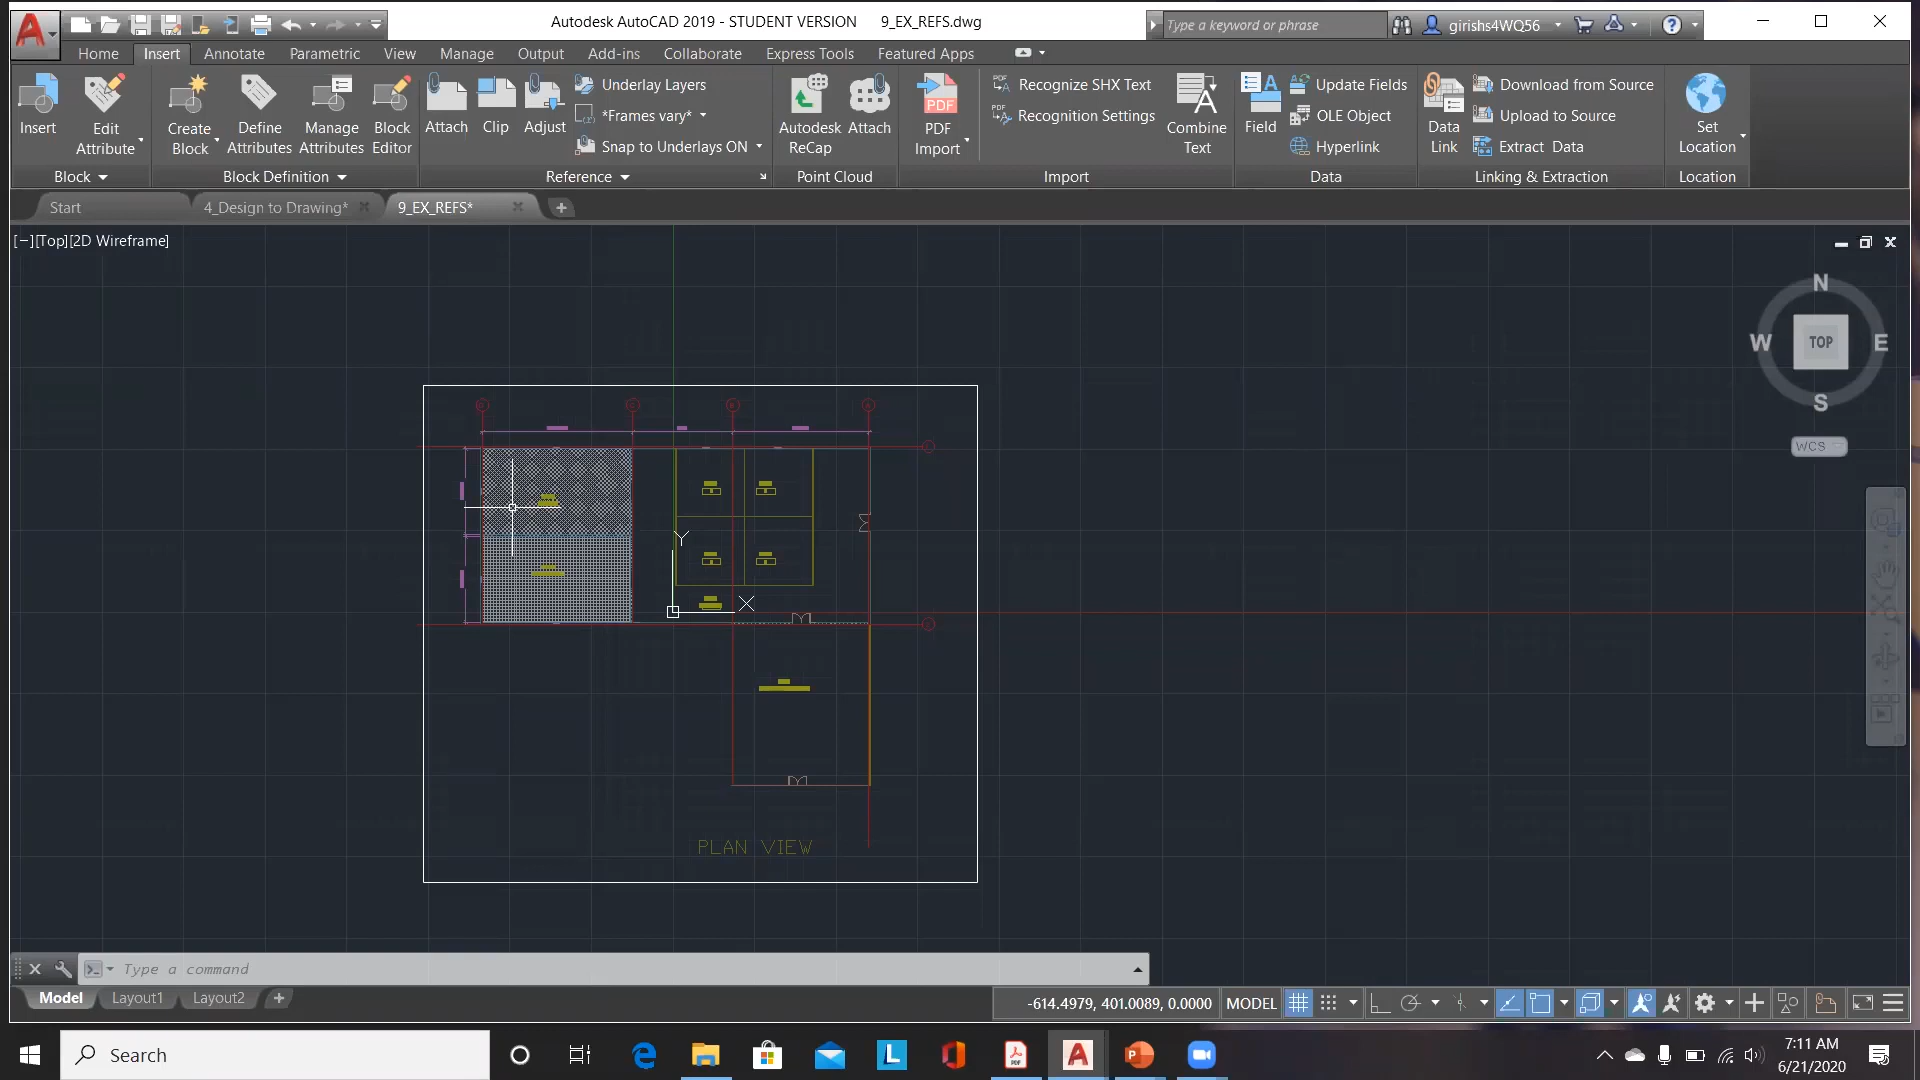 Autodesk AutoCAD 2019 - STUDENT VERSION 9_EX_REFS.dwg
Type a keyword or phrase
girishs4WQ56
Home Insert Annotate Parametric View Manage Output Add-ins Collaborate Express Tools Featured Apps
Insert
Edit Attribute
Create Block
Define Attributes
Manage Attributes
Block Editor
Attach
Clip
Adjust
Underlay Layers
*Frames vary*
Snap to Underlays ON
Autodesk ReCap
Attach
PDF
PDF Import
Recognize SHX Text
Recognition Settings
Combine Text
Field
Update Fields
OLE Object
Hyperlink
Data Link
Download from Source
Upload to Source
Extract Data
Set Location
Block
Block Definition
Reference
Point Cloud
Import
Data
Linking & Extraction
Location
Start 4_Design to Drawing* 9_EX_REFS*
[−][Top][2D Wireframe]
N
W TOP E
S
WCS
Y
X
PLAN VIEW
Type a command
Model Layout1 Layout2
-614.4979, 401.0089, 0.0000 MODEL
Search
7:11 AM
6/21/2020